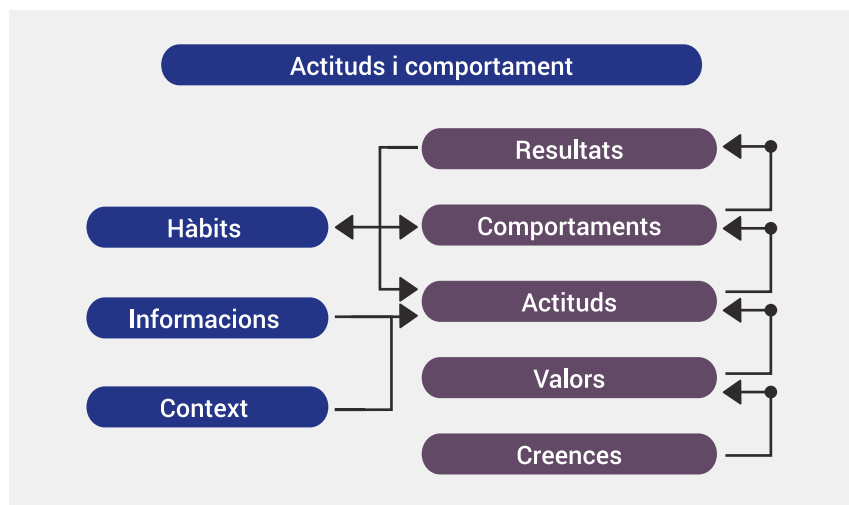 Actituds i comportament
Resultats
Hàbits
Comportaments
Informacions
Actituds
Context
Valors
Creences